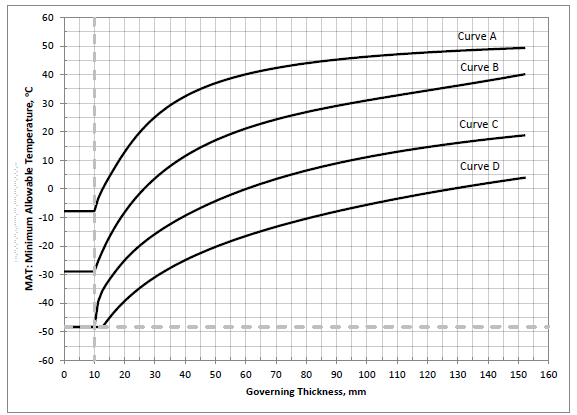 60
50
40
30
20
10
0
-10
-20
-30
-40
-50
-60
MAT: Minimum Allowable Temperature, °C
Curve A
Curve B
Curve C
Curve D
0 10 20 30 40 50 60 70 80 90 100 110 120 130 140 150 160
Governing Thickness, mm